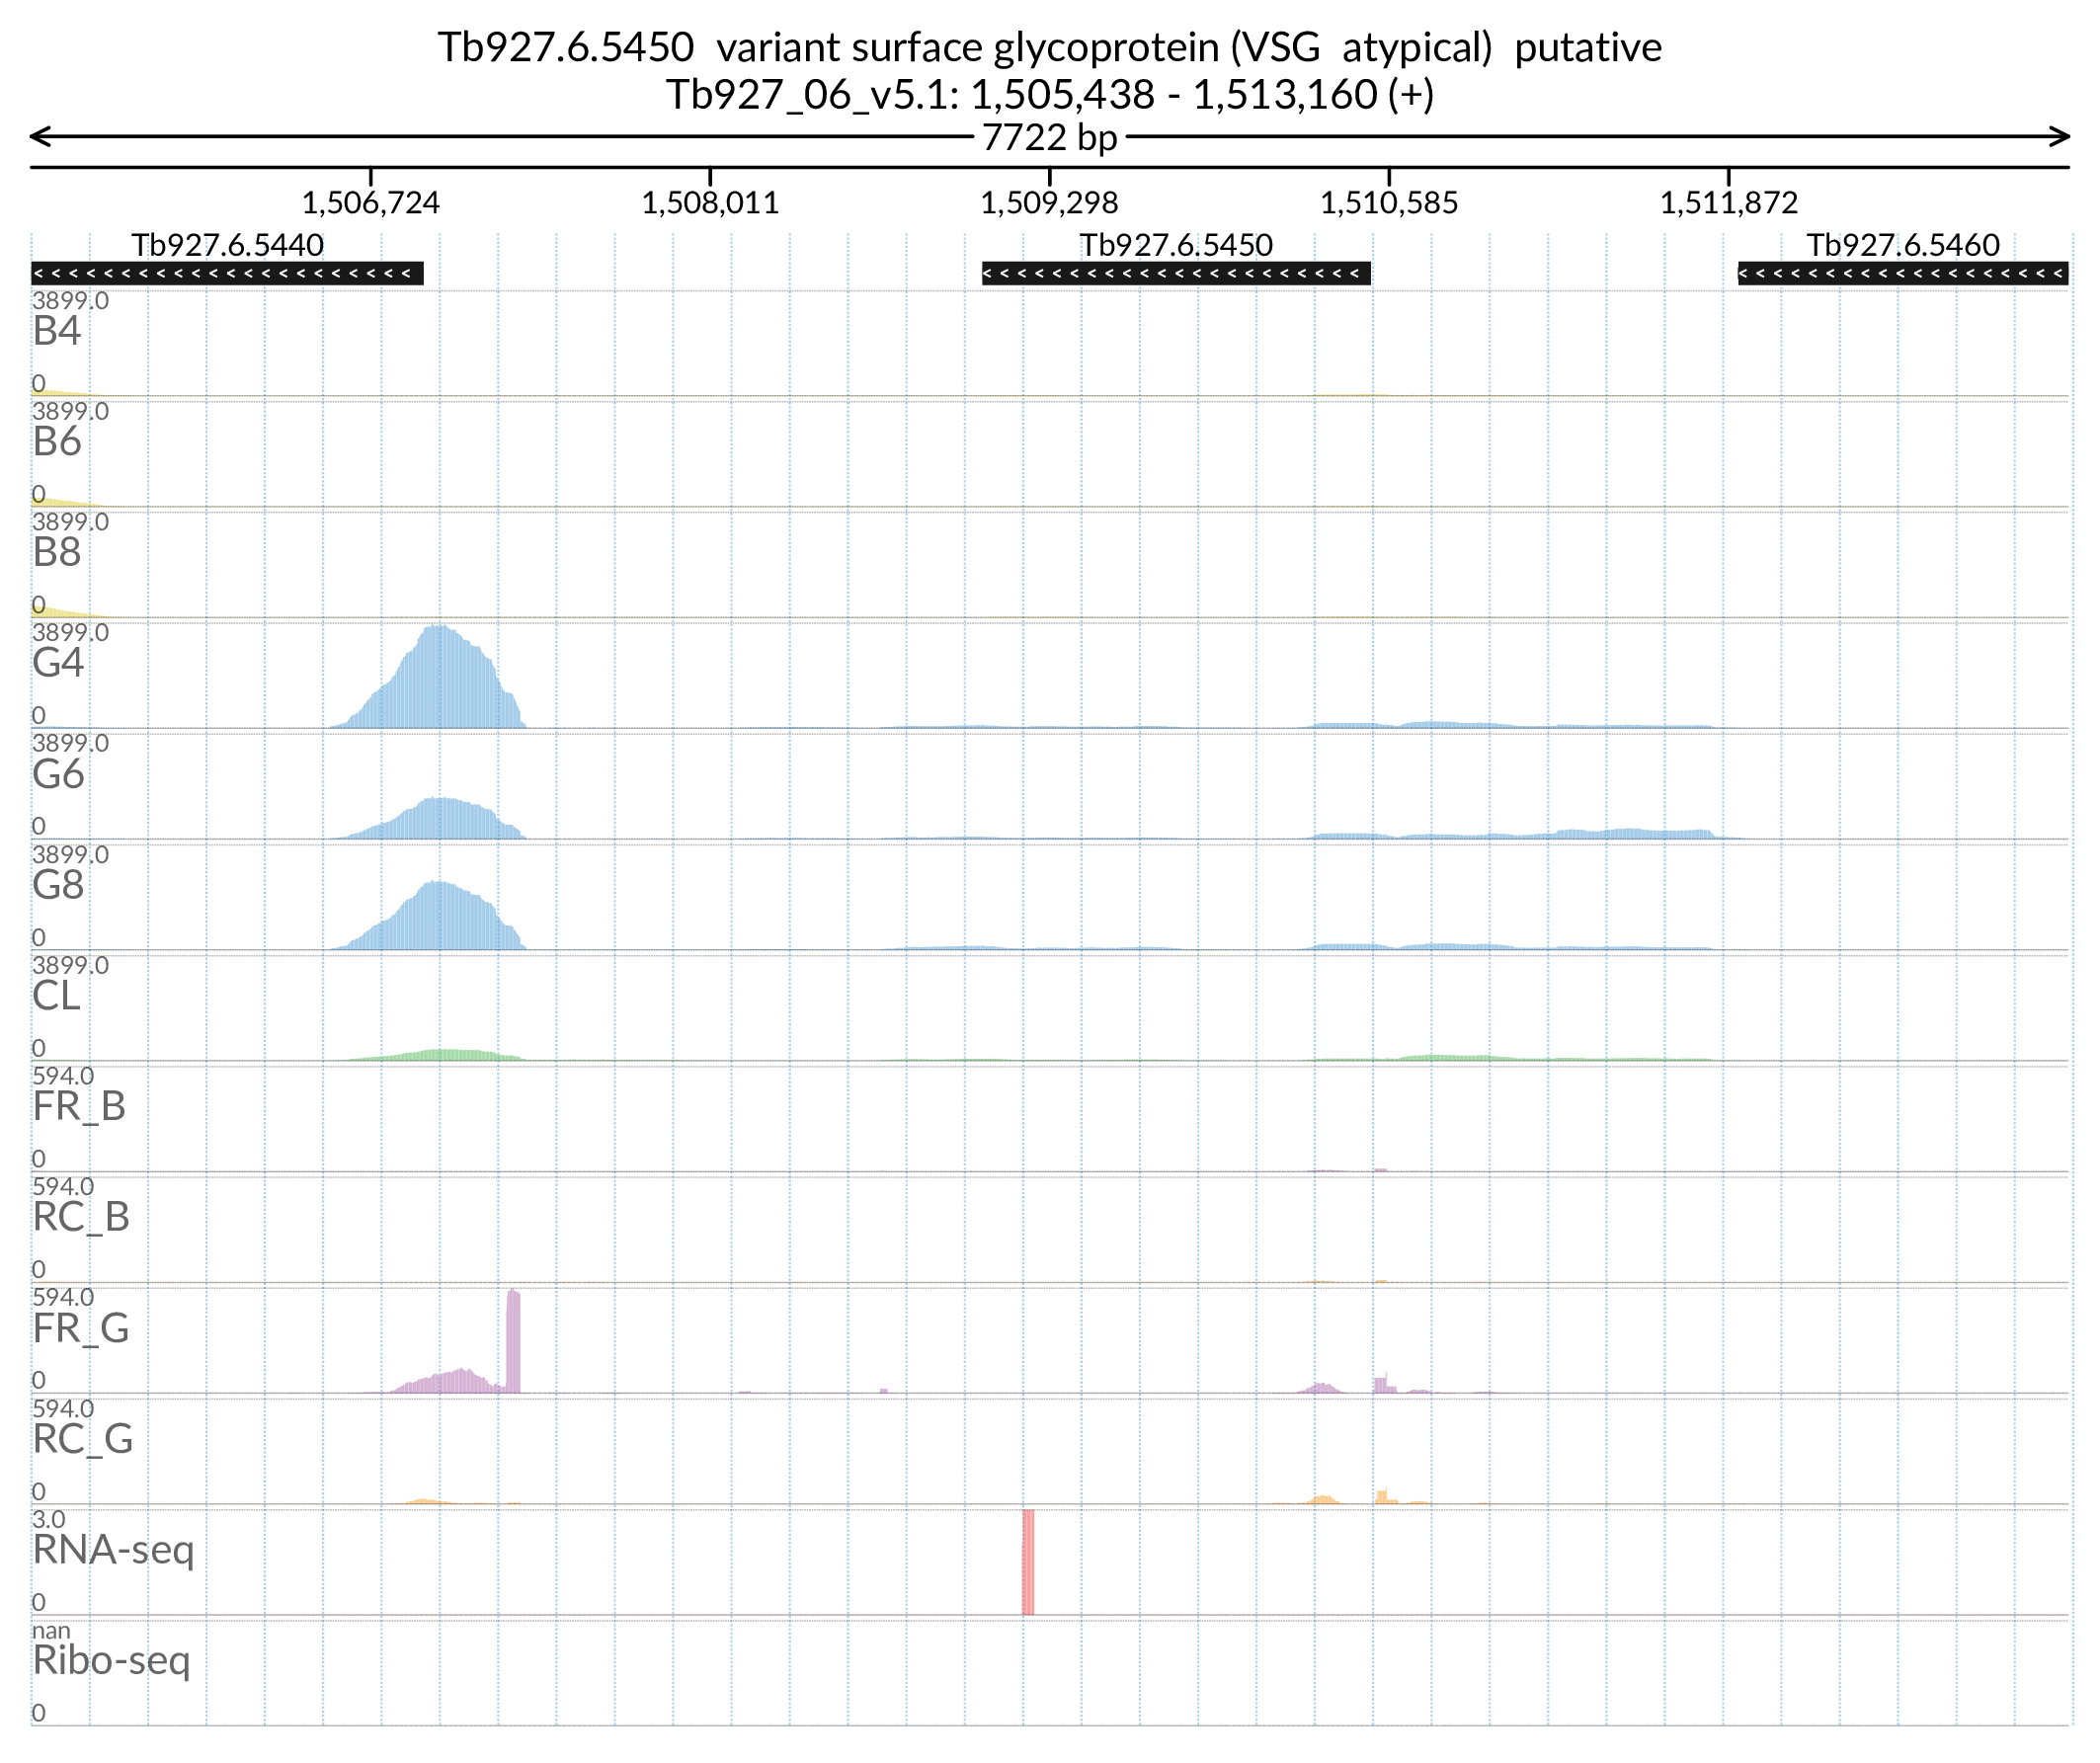 Tb927.6.5450 variant surface glycoprotein (VSG atypical) putative
Tb927_06_v5.1: 1,505,438 - 1,513,160 (+)
7722 bp
1,506,724 1,508,011 1,509,298 1,510,585 1,511,872
Tb927.6.5440 Tb927.6.5450 Tb927.6.5460
3899.0
B4
0
3899.0
B6
0
3899.0
B8
0
3899.0
G4
0
3899.0
G6
0
3899.0
G8
0
3899.0
CL
0
594.0
FR_B
0
594.0
RC_B
0
594.0
FR_G
0
594.0
RC_G
0
3.0
RNA-seq
0
nan
Ribo-seq
0